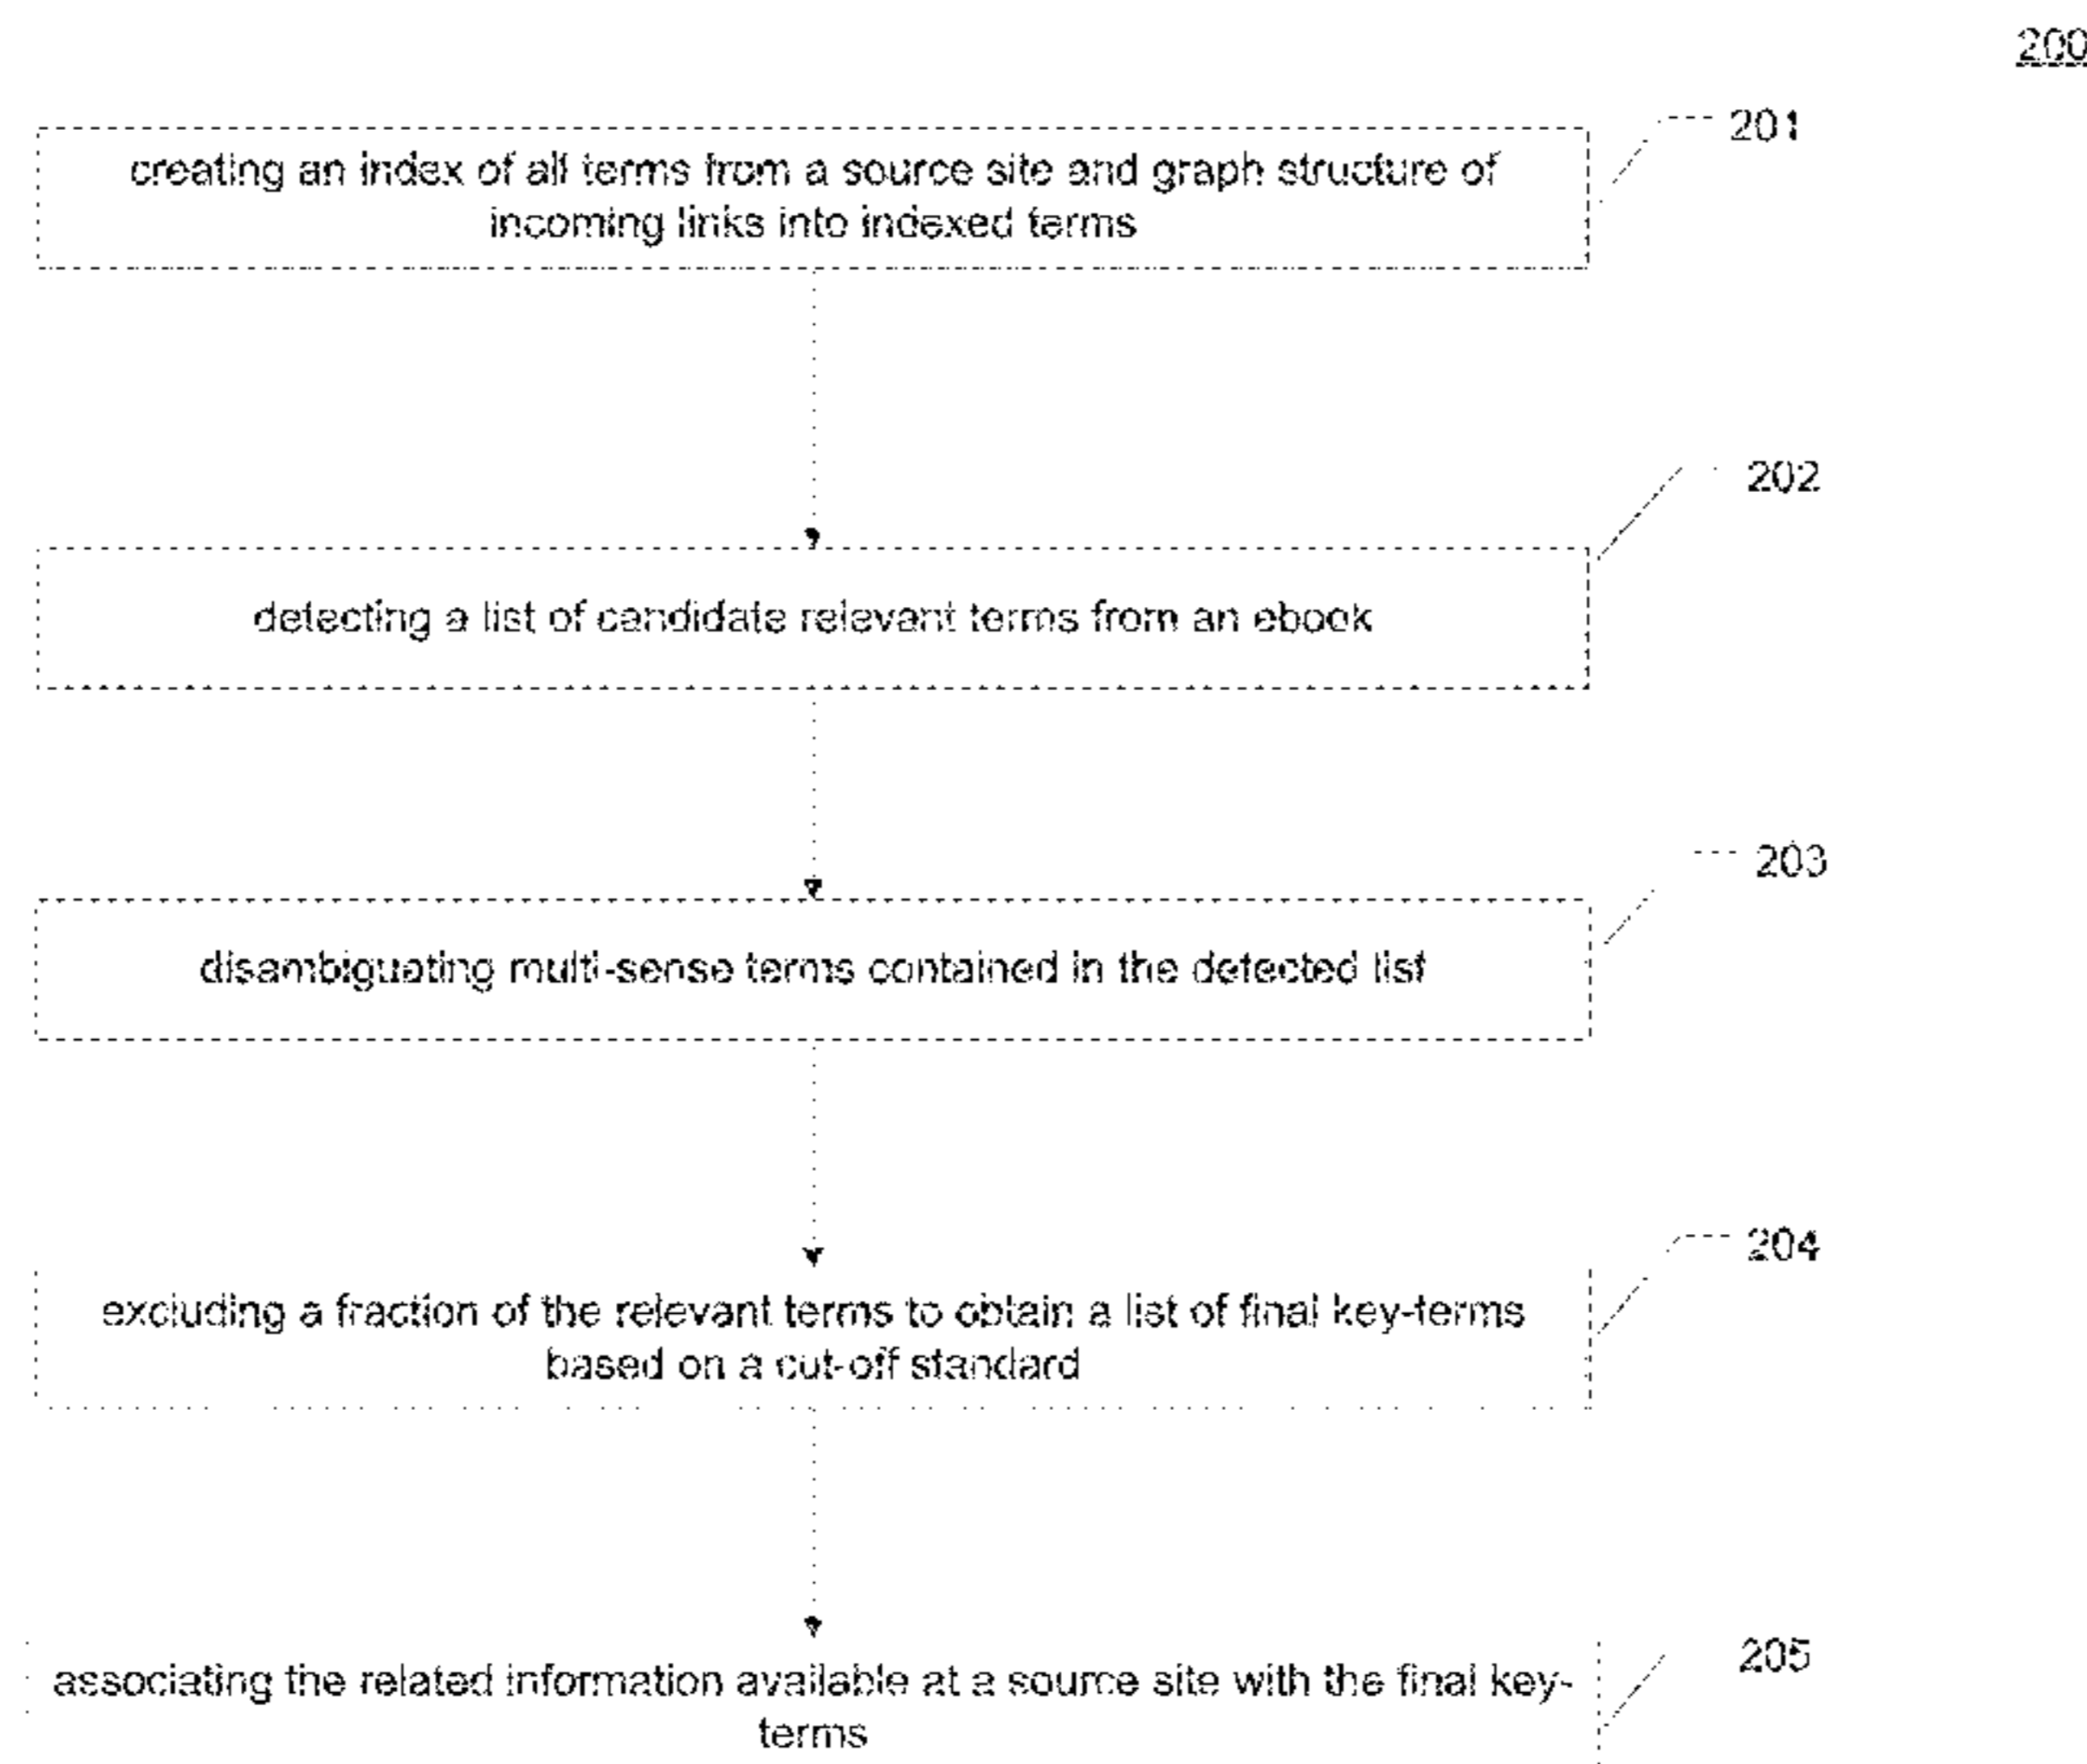 200
201
creating an index of all terms from a source site and graph structure of
incoming links into indexed terms
202
detecting a list of candidate relevant terms from an ebook
203
disambiguating multi-sense terms contained in the detected list
204
excluding a fraction of the relevant terms to obtain a list of final key-terms
based on a cut-off standard
205
associating the related information available at a source site with the final key-
terms